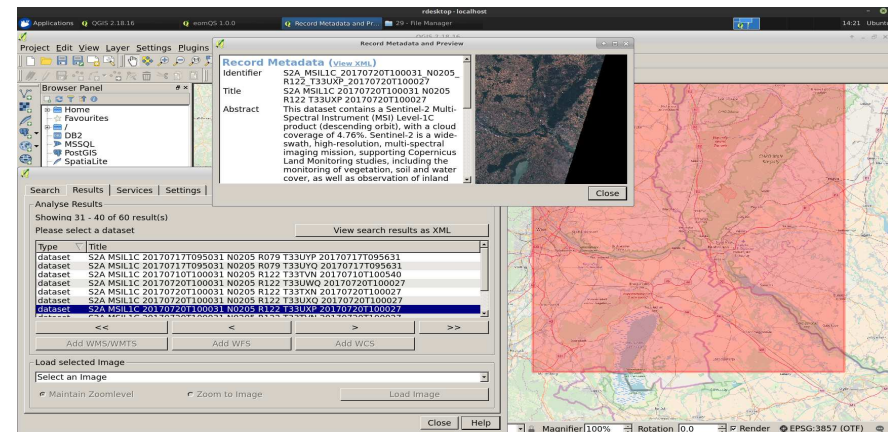 rdesktop - localhost
Applications QGIS 2.18.16 eomQS 1.0.0 Record Metadata and Pr... 29 - File Manager 14:21 Ubunt
QGIS 2.18.16
Project Edit View Layer Settings Plugins
Record Metadata and Preview
Record Metadata (View XML)
Identifier S2A_MSIL1C_20170720T100031_N0205_
R122_T33UXP_20170720T100027
Title S2A MSIL1C 20170720T100031 N0205
R122 T33UXP 20170720T100027
Abstract This dataset contains a Sentinel-2 Multi-
Spectral Instrument (MSI) Level-1C
product (descending orbit), with a cloud
coverage of 4.76%. Sentinel-2 is a wide-
swath, high-resolution, multi-spectral
imaging mission, supporting Copernicus
Land Monitoring studies, including the
monitoring of vegetation, soil and water
cover, as well as observation of inland
Close
Browser Panel
Home
Favourites
/
DB2
MSSQL
PostGIS
SpatiaLite
Search Results Services Settings
Analyse Results
Showing 31 - 40 of 60 result(s)
Please select a dataset View search results as XML
Type Title
dataset S2A MSIL1C 20170717T095031 N0205 R079 T33UYP 20170717T095631
dataset S2A MSIL1C 20170717T095031 N0205 R079 T33UYQ 20170717T095631
dataset S2A MSIL1C 20170710T100031 N0205 R122 T33TVN 20170710T100540
dataset S2A MSIL1C 20170720T100031 N0205 R122 T33UWQ 20170720T100027
dataset S2A MSIL1C 20170720T100031 N0205 R122 T33TXN 20170720T100027
dataset S2A MSIL1C 20170720T100031 N0205 R122 T33UXQ 20170720T100027
dataset S2A MSIL1C 20170720T100031 N0205 R122 T33UXP 20170720T100027
<< < > >>
Add WMS/WMTS Add WFS Add WCS
Load selected Image
Select an Image
Maintain Zoomlevel Zoom to Image Load Image
Close Help
Magnifier 100% Rotation 0.0 Render EPSG:3857 (OTF)